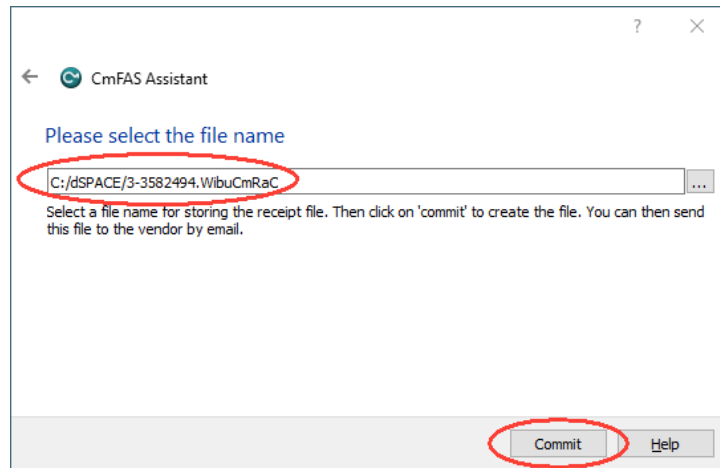 ?
CmFAS Assistant
Please select the file name
C:/dSPACE/3-3582494.WibuCmRaC
...
Select a file name for storing the receipt file. Then click on 'commit' to create the file. You can then send
this file to the vendor by email.
Commit Help